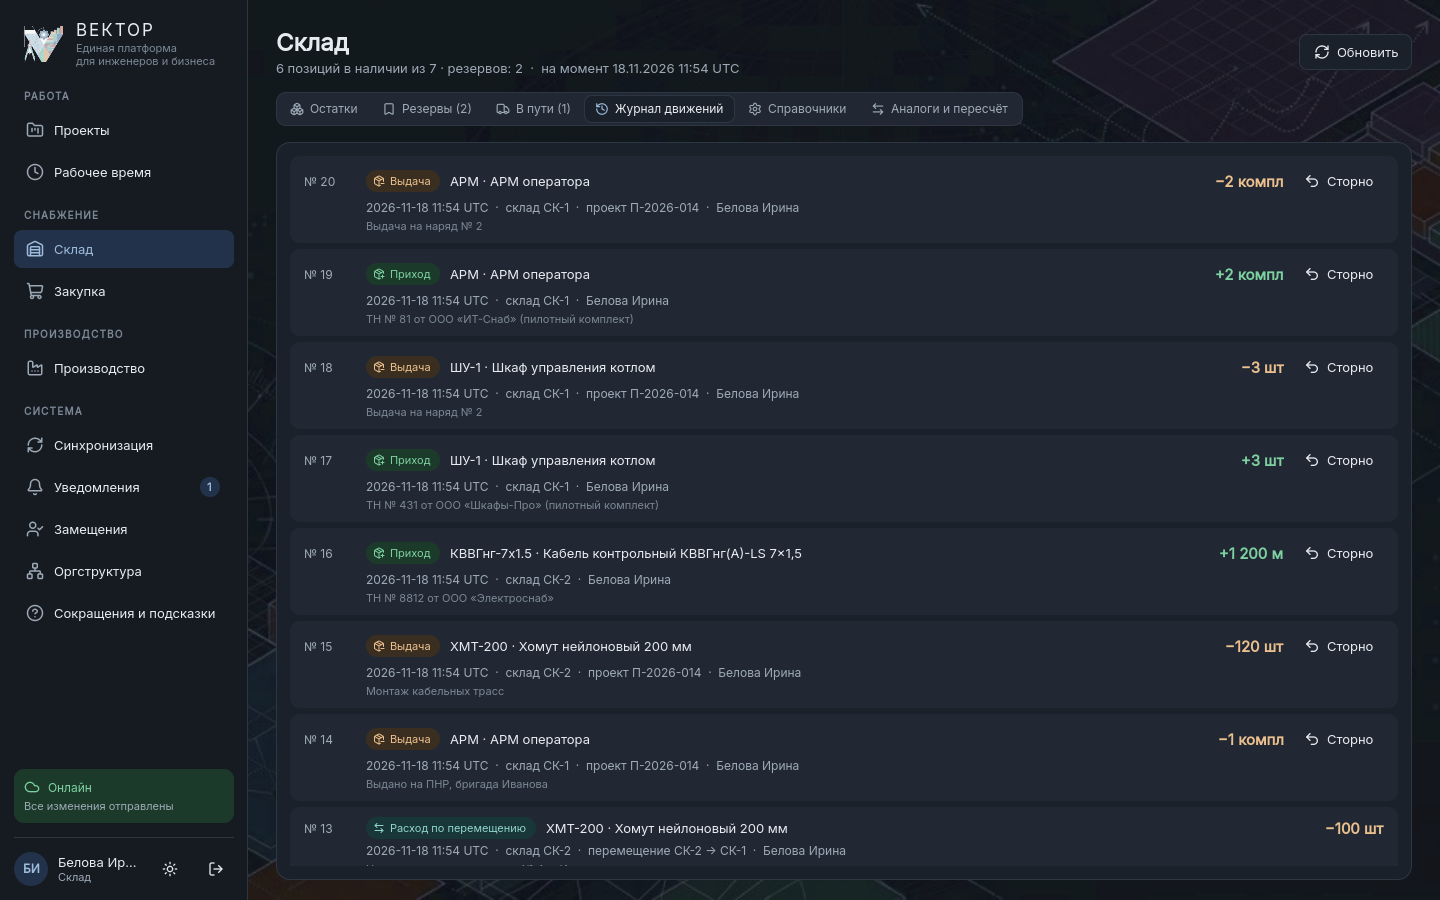 ВЕКТОР
Единая платформа
для инженеров и бизнеса
РАБОТА
Проекты
Рабочее время
СНАБЖЕНИЕ
Склад
Закупка
ПРОИЗВОДСТВО
Производство
СИСТЕМА
Синхронизация
Уведомления 1
Замещения
Оргструктура
Сокращения и подсказки
Онлайн
Все изменения отправлены
БИ Белова Ир...
Склад
Склад
6 позиций в наличии из 7 · резервов: 2 · на момент 18.11.2026 11:54 UTC
Обновить
Остатки Резервы (2) В пути (1) Журнал движений Справочники Аналоги и пересчёт
№ 20 Выдача АРМ · АРМ оператора −2 компл Сторно
2026-11-18 11:54 UTC · склад СК-1 · проект П-2026-014 · Белова Ирина
Выдача на наряд № 2
№ 19 Приход АРМ · АРМ оператора +2 компл Сторно
2026-11-18 11:54 UTC · склад СК-1 · Белова Ирина
ТН № 81 от ООО «ИТ-Снаб» (пилотный комплект)
№ 18 Выдача ШУ-1 · Шкаф управления котлом −3 шт Сторно
2026-11-18 11:54 UTC · склад СК-1 · проект П-2026-014 · Белова Ирина
Выдача на наряд № 2
№ 17 Приход ШУ-1 · Шкаф управления котлом +3 шт Сторно
2026-11-18 11:54 UTC · склад СК-1 · Белова Ирина
ТН № 431 от ООО «Шкафы-Про» (пилотный комплект)
№ 16 Приход КВВГнг-7х1.5 · Кабель контрольный КВВГнг(А)-LS 7×1,5 +1 200 м Сторно
2026-11-18 11:54 UTC · склад СК-2 · Белова Ирина
ТН № 8812 от ООО «Электроснаб»
№ 15 Выдача ХМТ-200 · Хомут нейлоновый 200 мм −120 шт Сторно
2026-11-18 11:54 UTC · склад СК-2 · проект П-2026-014 · Белова Ирина
Монтаж кабельных трасс
№ 14 Выдача АРМ · АРМ оператора −1 компл Сторно
2026-11-18 11:54 UTC · склад СК-1 · проект П-2026-014 · Белова Ирина
Выдано на ПНР, бригада Иванова
№ 13 Расход по перемещению ХМТ-200 · Хомут нейлоновый 200 мм −100 шт
2026-11-18 11:54 UTC · склад СК-2 · перемещение СК-2 → СК-1 · Белова Ирина